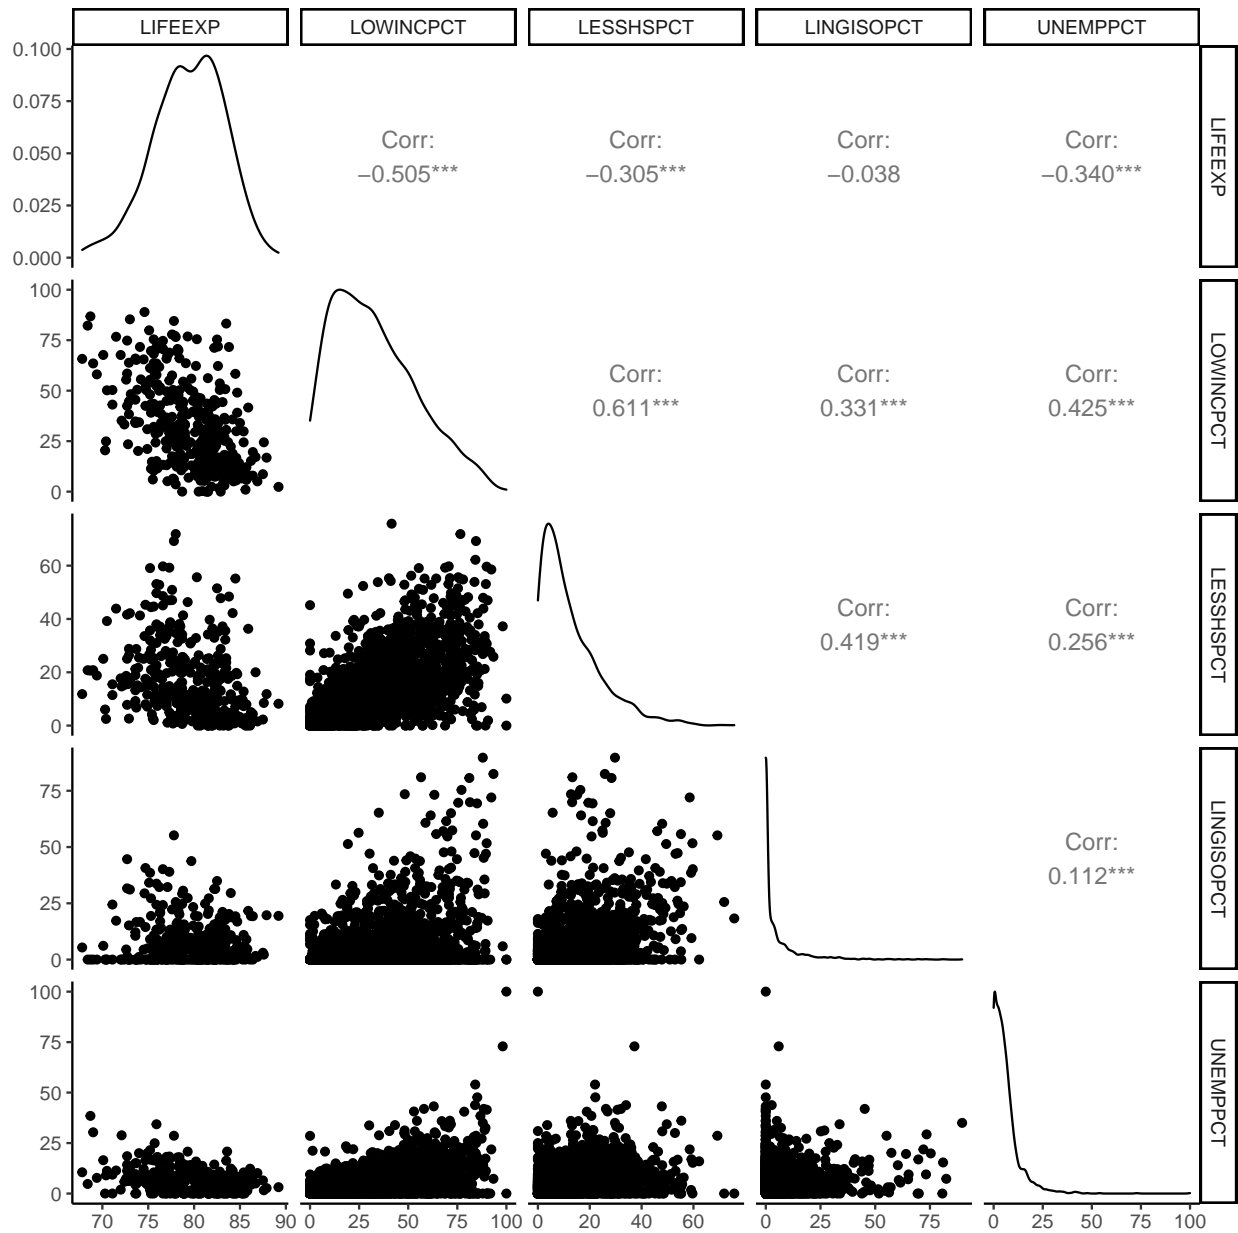 LIFEEXP LOWINCPCT LESSHSPCT LINGISOPCT UNEMPPCT
0.100
0.075
0.050
0.025
0.000
Corr: Corr: Corr: Corr:
−0.505*** −0.305*** −0.038 −0.340***
LIFEEXP
100
75
50
25
0
Corr: Corr: Corr:
0.611*** 0.331*** 0.425***
LOWINCPCT
60
40
20
0
Corr: Corr:
0.419*** 0.256***
LESSHSPCT
75
50
25
0
Corr:
0.112***
LINGISOPCT
100
75
50
25
0
UNEMPPCT
70 75 80 85 90 0 25 50 75 100 0 20 40 60 0 25 50 75 0 25 50 75 100